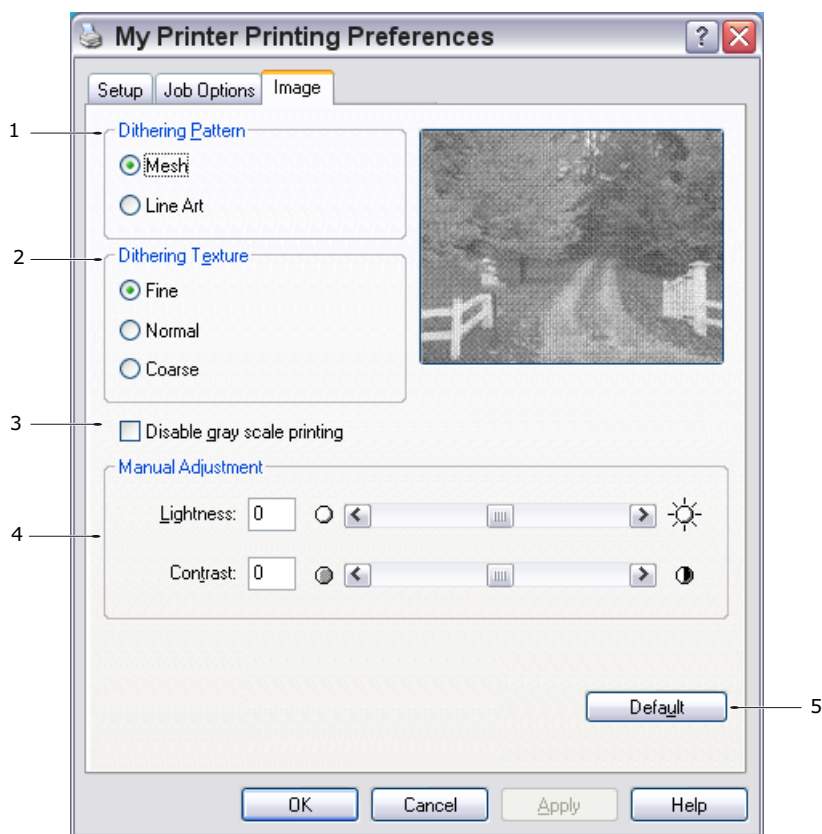 My Printer Printing Preferences
?
Setup Job Options Image
1 Dithering Pattern
Mesh
Line Art
2 Dithering Texture
Fine
Normal
Coarse
3 Disable gray scale printing
Manual Adjustment
Lightness: 0
4
Contrast: 0
Default 5
OK Cancel Apply Help